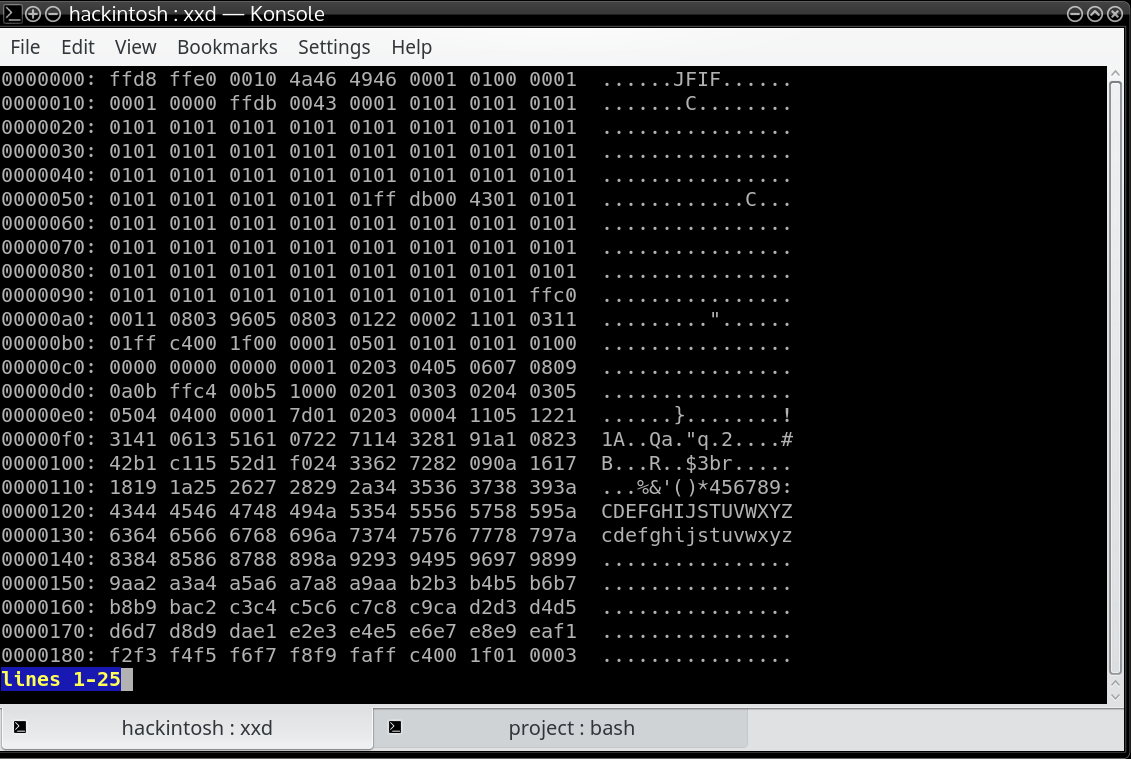 hackintosh : xxd — Konsole
File Edit View Bookmarks Settings Help
0000000: ffd8 ffe0 0010 4a46 4946 0001 0100 0001  ......JFIF......
0000010: 0001 0000 ffdb 0043 0001 0101 0101 0101  .......C........
0000020: 0101 0101 0101 0101 0101 0101 0101 0101  ................
0000030: 0101 0101 0101 0101 0101 0101 0101 0101  ................
0000040: 0101 0101 0101 0101 0101 0101 0101 0101  ................
0000050: 0101 0101 0101 0101 01ff db00 4301 0101  ............C...
0000060: 0101 0101 0101 0101 0101 0101 0101 0101  ................
0000070: 0101 0101 0101 0101 0101 0101 0101 0101  ................
0000080: 0101 0101 0101 0101 0101 0101 0101 0101  ................
0000090: 0101 0101 0101 0101 0101 0101 0101 ffc0  ................
00000a0: 0011 0803 9605 0803 0122 0002 1101 0311  ........."......
00000b0: 01ff c400 1f00 0001 0501 0101 0101 0100  ................
00000c0: 0000 0000 0000 0001 0203 0405 0607 0809  ................
00000d0: 0a0b ffc4 00b5 1000 0201 0303 0204 0305  ................
00000e0: 0504 0400 0001 7d01 0203 0004 1105 1221  ......}........!
00000f0: 3141 0613 5161 0722 7114 3281 91a1 0823  1A..Qa."q.2....#
0000100: 42b1 c115 52d1 f024 3362 7282 090a 1617  B...R..$3br.....
0000110: 1819 1a25 2627 2829 2a34 3536 3738 393a  ...%&'()*456789:
0000120: 4344 4546 4748 494a 5354 5556 5758 595a  CDEFGHIJSTUVWXYZ
0000130: 6364 6566 6768 696a 7374 7576 7778 797a  cdefghijstuvwxyz
0000140: 8384 8586 8788 898a 9293 9495 9697 9899  ................
0000150: 9aa2 a3a4 a5a6 a7a8 a9aa b2b3 b4b5 b6b7  ................
0000160: b8b9 bac2 c3c4 c5c6 c7c8 c9ca d2d3 d4d5  ................
0000170: d6d7 d8d9 dae1 e2e3 e4e5 e6e7 e8e9 eaf1  ................
0000180: f2f3 f4f5 f6f7 f8f9 faff c400 1f01 0003  ................
lines 1-25
hackintosh : xxd project : bash